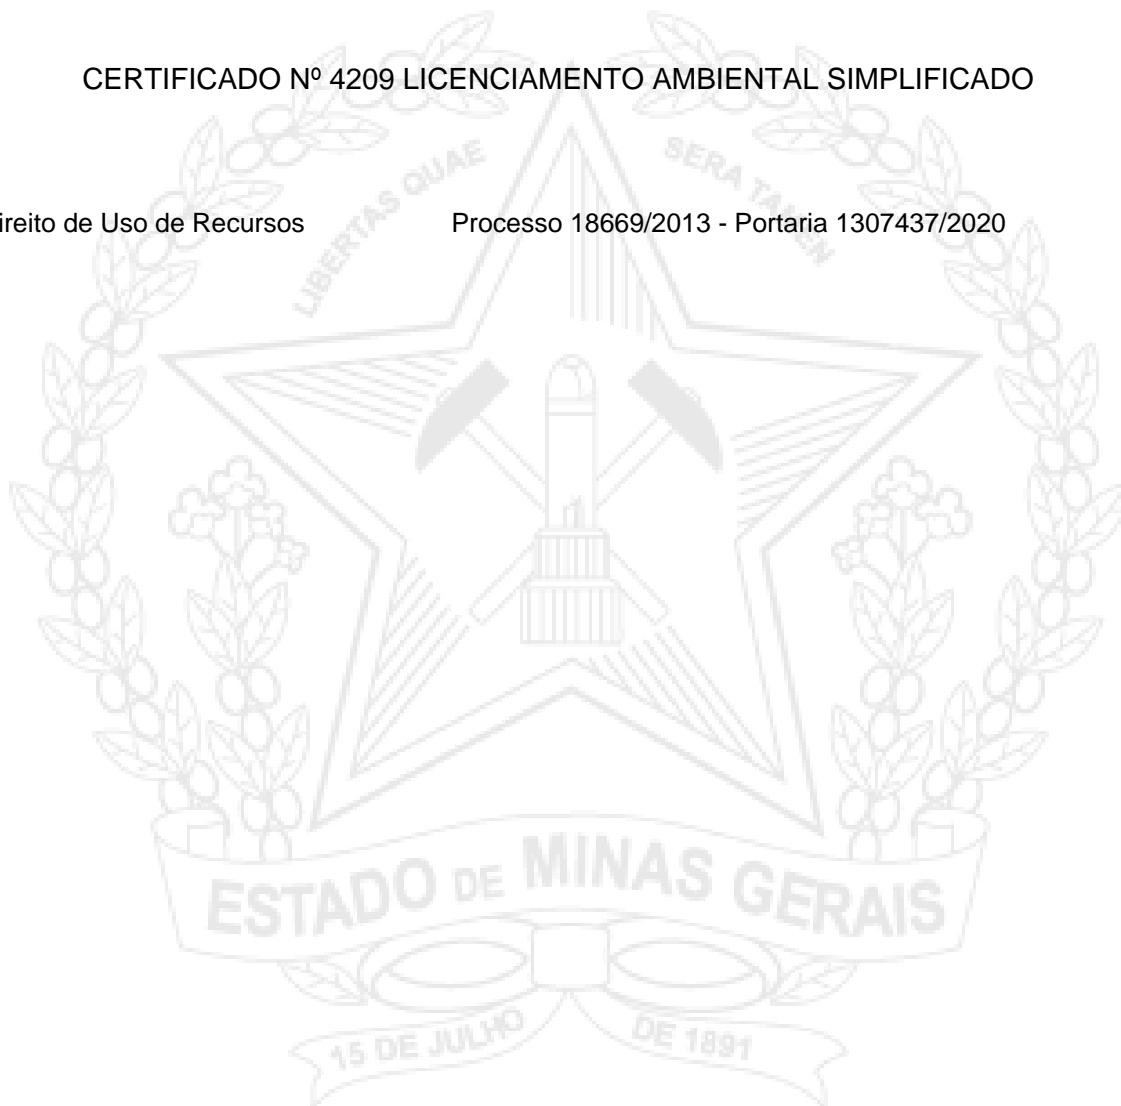 CERTIFICADO Nº 4209 LICENCIAMENTO AMBIENTAL SIMPLIFICADO
LIBERTAS QUAE SERA TAMEN
ireito de Uso de Recursos Processo 18669/2013 - Portaria 1307437/2020
ESTADO DE MINAS GERAIS
15 DE JULHO DE 1891